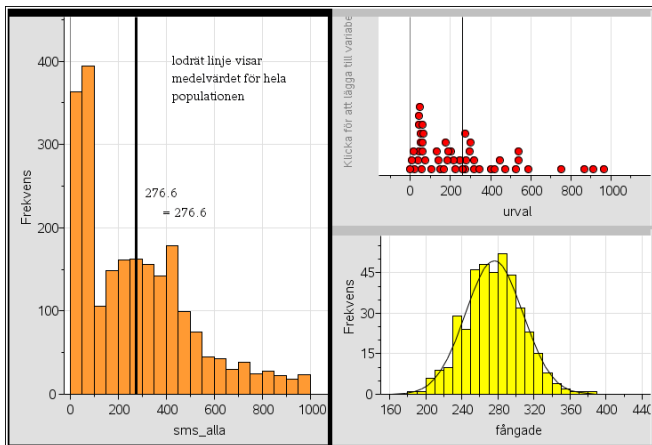 lodrät linje visar
medelvärdet för hela
populationen
276.6
= 276.6
Frekvens
400
300
200
100
0
0 200 400 600 800 1000
sms_alla
Klicka för att lägga till variabe
0 200 400 600 800 1000
urval
Frekvens
45
30
15
0
160 200 240 280 320 360 440
fångade